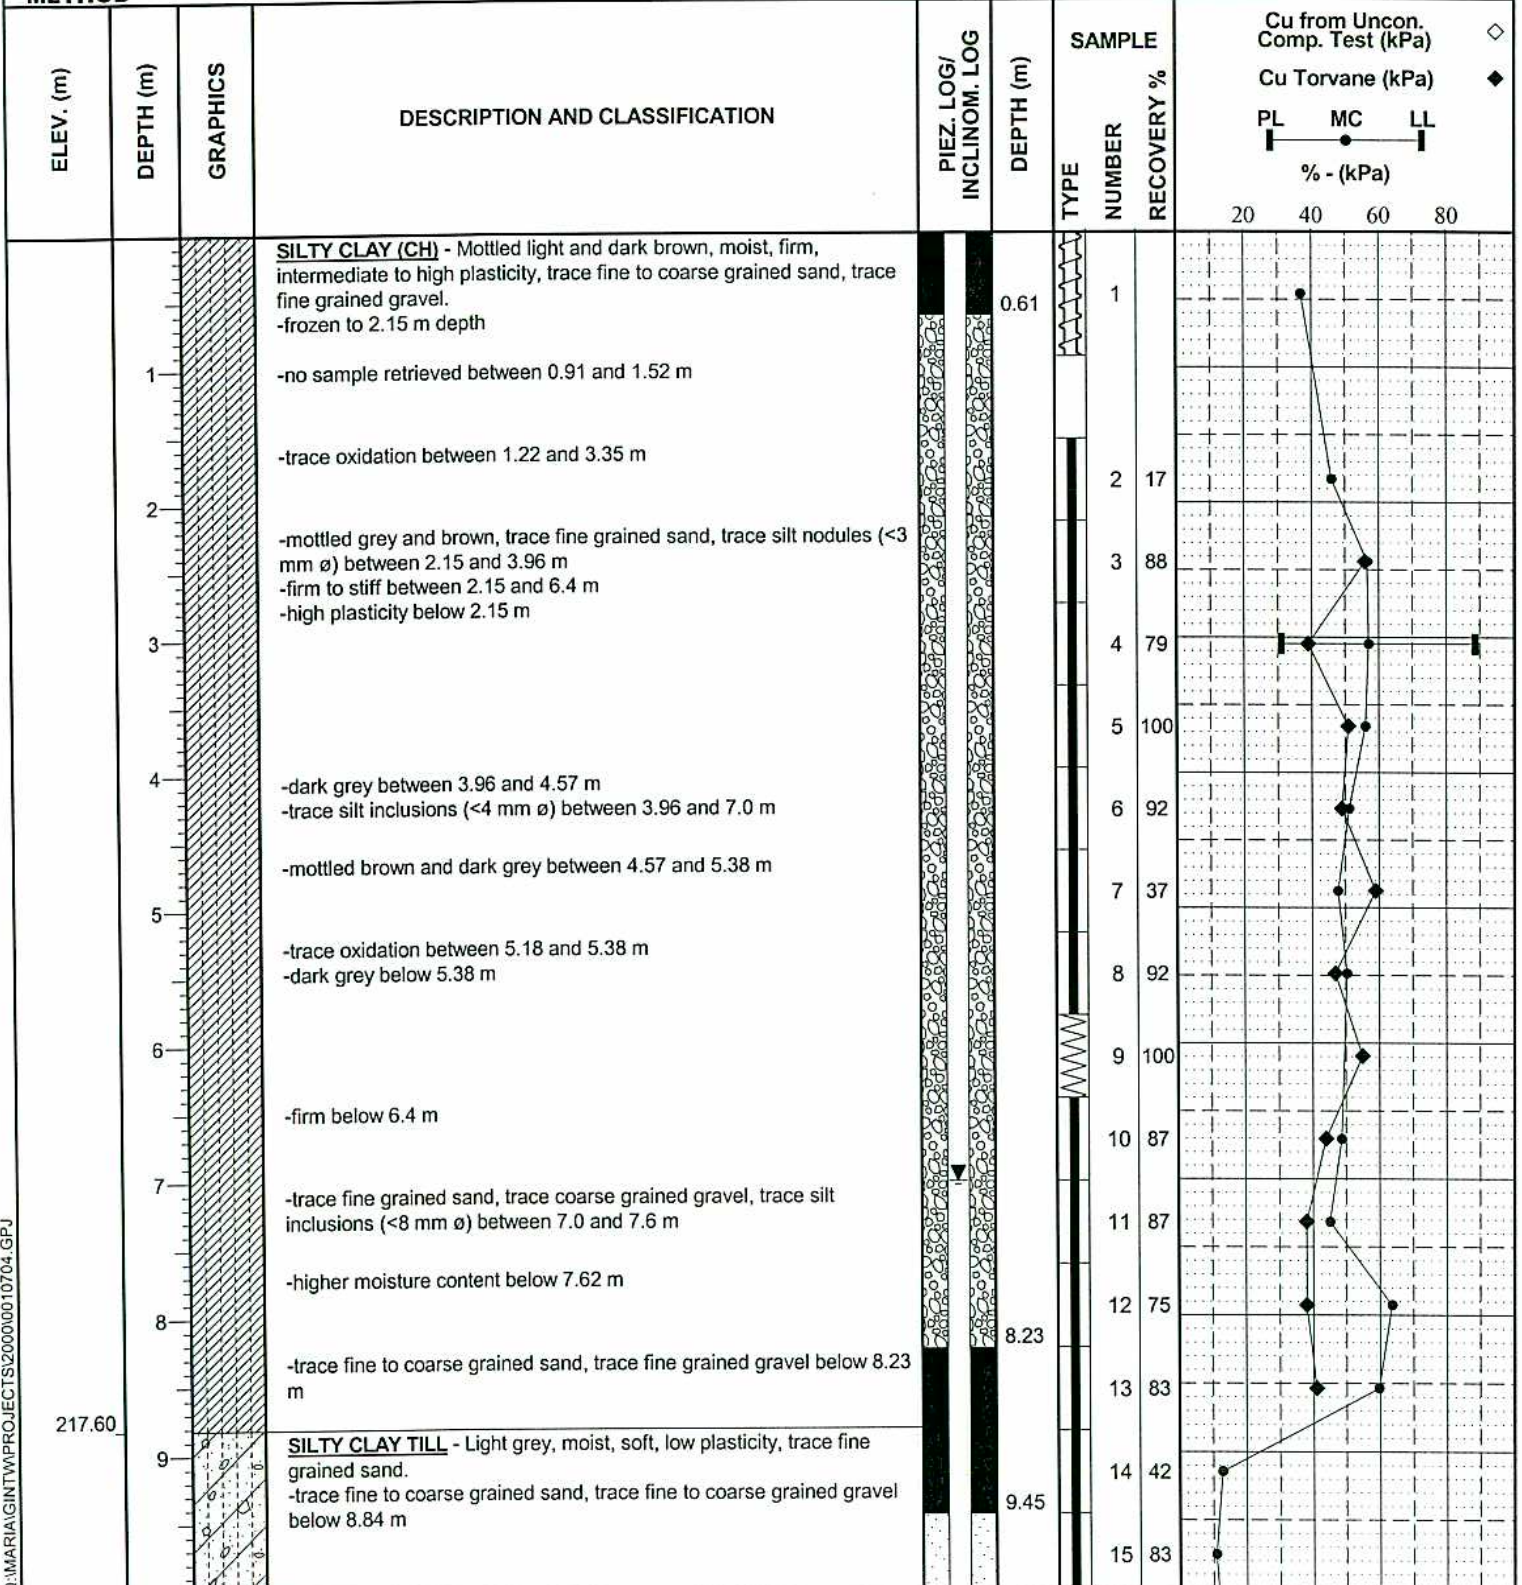 METHOD
ELEV. (m)
DEPTH (m)
GRAPHICS
DESCRIPTION AND CLASSIFICATION
PIEZ. LOG/
INCLINOM. LOG
DEPTH (m)
SAMPLE
TYPE
NUMBER
RECOVERY %
Cu from Uncon.
Comp. Test (kPa)
Cu Torvane (kPa)
PL MC LL
% - (kPa)
20 40 60 80
SILTY CLAY (CH) - Mottled light and dark brown, moist, firm,
intermediate to high plasticity, trace fine to coarse grained sand, trace
fine grained gravel.
-frozen to 2.15 m depth
0.61
1
1
-no sample retrieved between 0.91 and 1.52 m
-trace oxidation between 1.22 and 3.35 m
2 17
2
-mottled grey and brown, trace fine grained sand, trace silt nodules (<3
mm ø) between 2.15 and 3.96 m
-firm to stiff between 2.15 and 6.4 m
-high plasticity below 2.15 m
3 88
3
4 79
5 100
4
-dark grey between 3.96 and 4.57 m
-trace silt inclusions (<4 mm ø) between 3.96 and 7.0 m
6 92
-mottled brown and dark grey between 4.57 and 5.38 m
7 37
5
-trace oxidation between 5.18 and 5.38 m
-dark grey below 5.38 m
8 92
6
9 100
-firm below 6.4 m
10 87
7
-trace fine grained sand, trace coarse grained gravel, trace silt
inclusions (<8 mm ø) between 7.0 and 7.6 m
11 87
-higher moisture content below 7.62 m
12 75
8
8.23
-trace fine to coarse grained sand, trace fine grained gravel below 8.23
m
13 83
217.60
9
SILTY CLAY TILL - Light grey, moist, soft, low plasticity, trace fine
grained sand.
-trace fine to coarse grained sand, trace fine to coarse grained gravel
below 8.84 m
14 42
9.45
15 83
:\MARIA\GINTW\PROJECTS\2000\0010704.GPJ